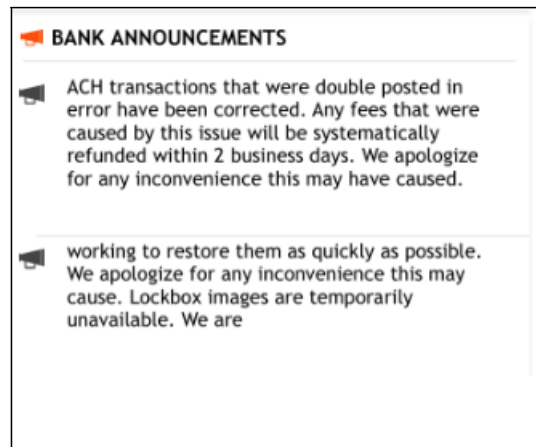 BANK ANNOUNCEMENTS
ACH transactions that were double posted in
error have been corrected. Any fees that were
caused by this issue will be systematically
refunded within 2 business days. We apologize
for any inconvenience this may have caused.
working to restore them as quickly as possible.
We apologize for any inconvenience this may
cause. Lockbox images are temporarily
unavailable. We are